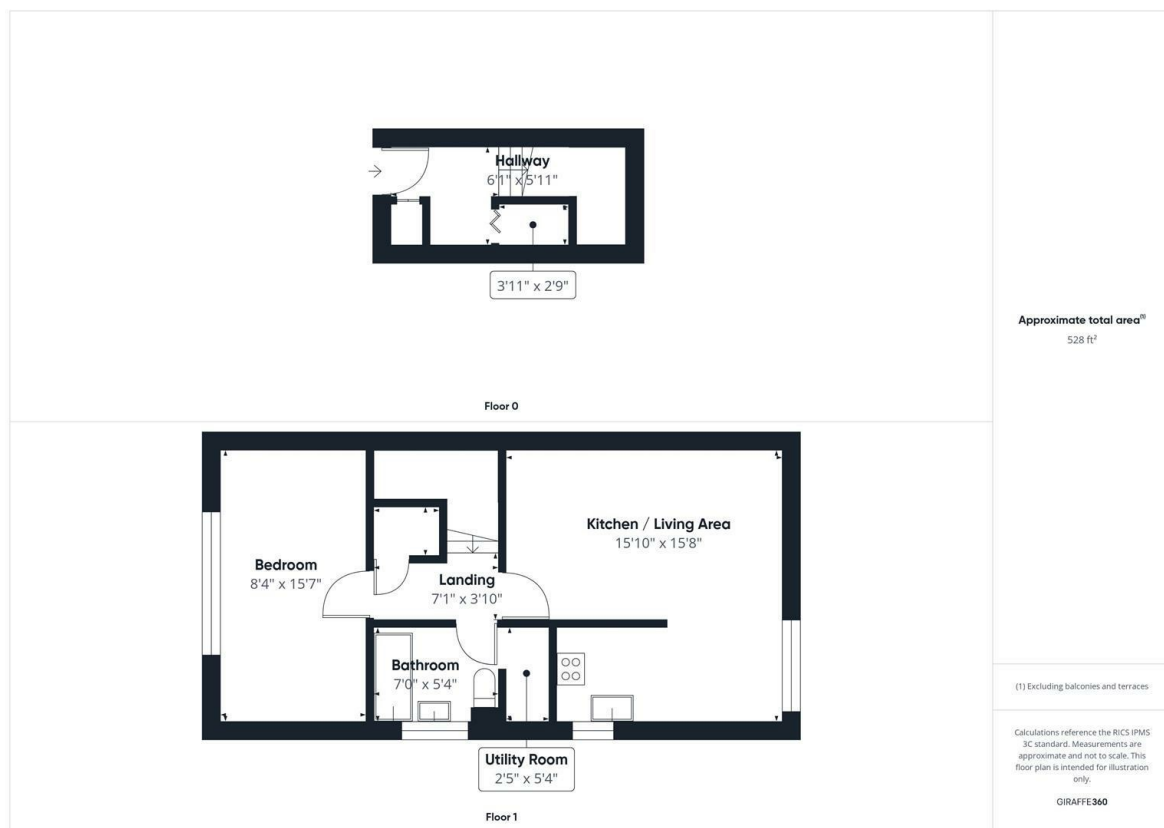 Hallway
6'1" x 5'11"
3'11" x 2'9"
Floor 0
Approximate total area(1)
528 ft²
Kitchen / Living Area
15'10" x 15'8"
Bedroom
8'4" x 15'7"
Landing
7'1" x 3'10"
Bathroom
7'0" x 5'4"
Utility Room
2'5" x 5'4"
Floor 1
(1) Excluding balconies and terraces
Calculations reference the RICS IPMS
3C standard. Measurements are
approximate and not to scale. This
floor plan is intended for illustration
only.
GIRAFFE360